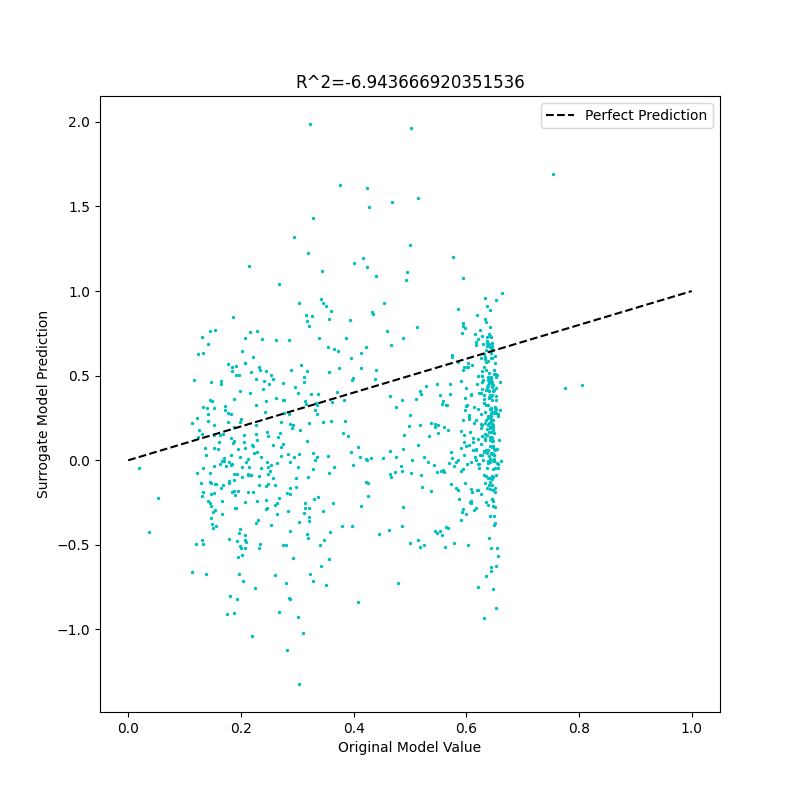 R^2=-6.943666920351536
Perfect Prediction
2.0
1.5
1.0
0.5
0.0
−0.5
−1.0
Surrogate Model Prediction
0.0 0.2 0.4 0.6 0.8 1.0
Original Model Value